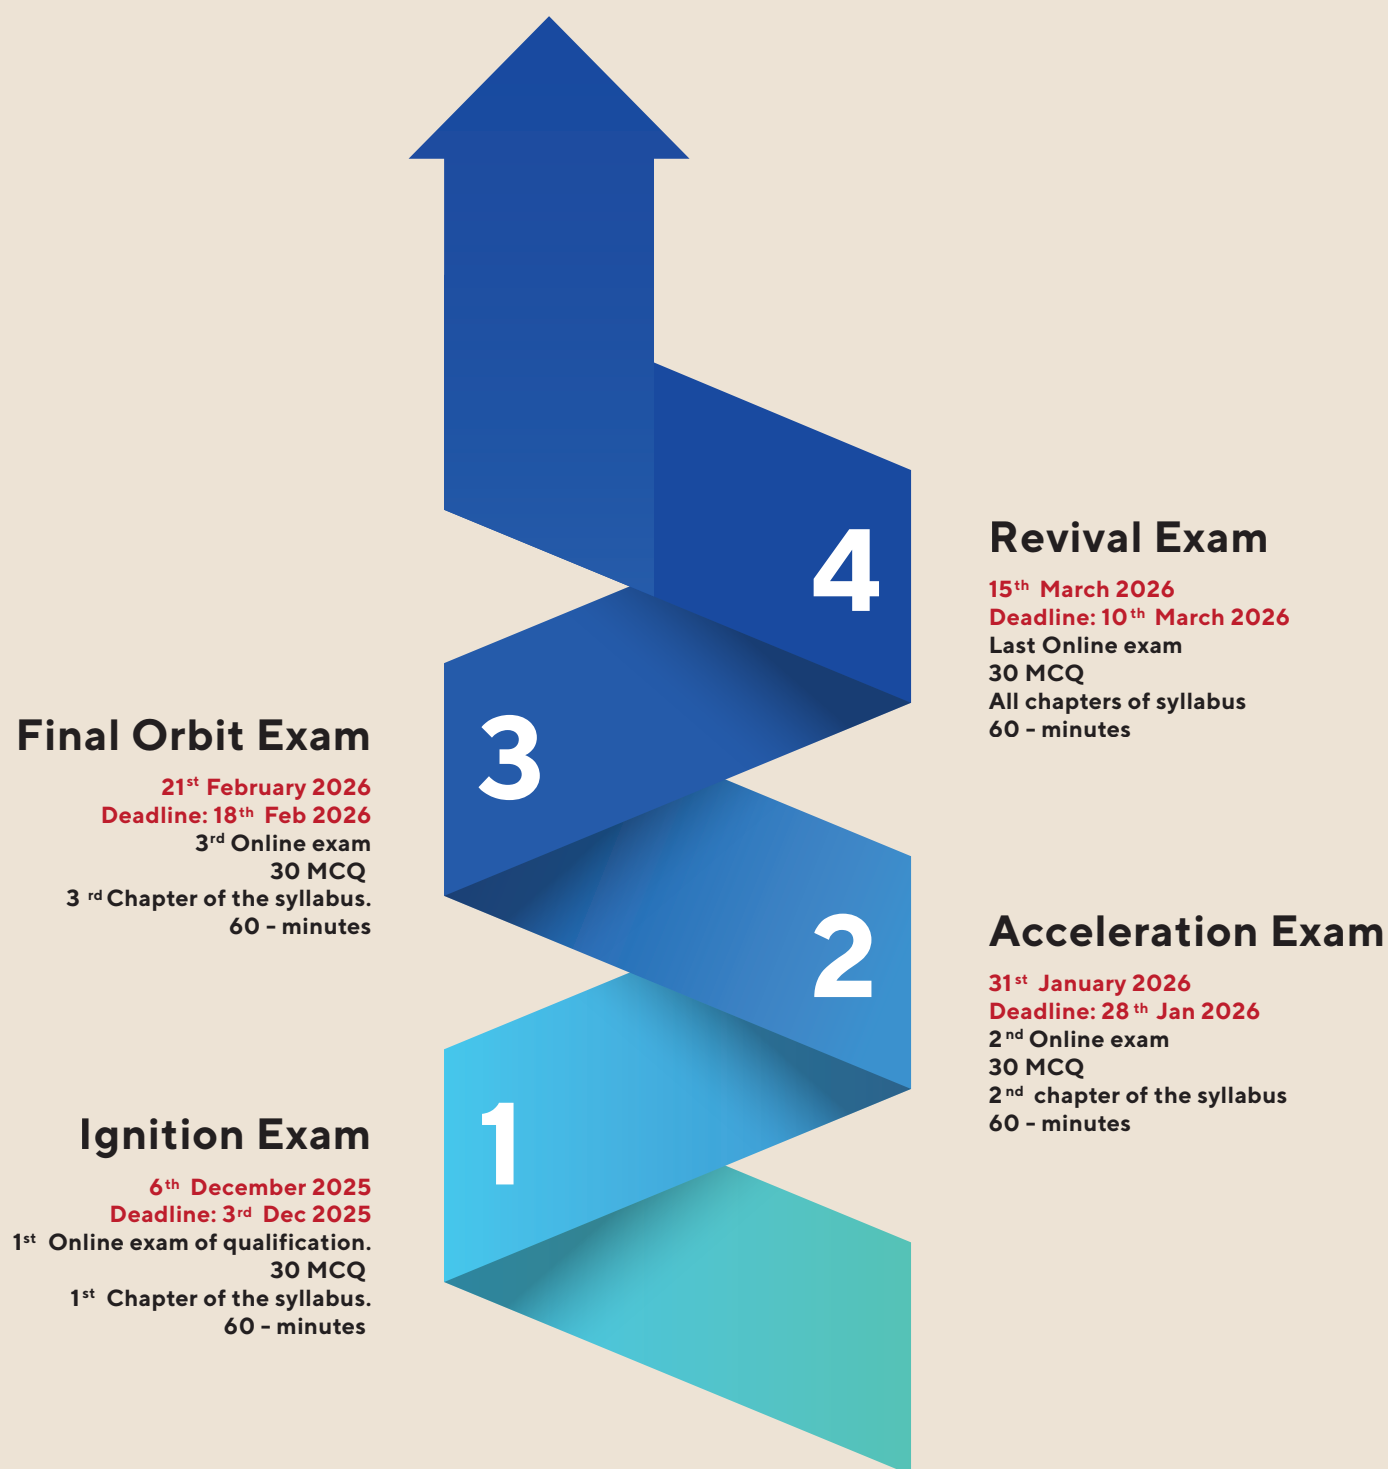 4
Revival Exam
15th March 2026
Deadline: 10th March 2026
Last Online exam
30 MCQ
All chapters of syllabus
60 - minutes
3
Final Orbit Exam
21st February 2026
Deadline: 18th Feb 2026
3rd Online exam
30 MCQ
3 rd Chapter of the syllabus.
60 - minutes
2
Acceleration Exam
31st January 2026
Deadline: 28th Jan 2026
2nd Online exam
30 MCQ
2nd chapter of the syllabus
60 - minutes
1
Ignition Exam
6th December 2025
Deadline: 3rd Dec 2025
1st Online exam of qualification.
30 MCQ
1st Chapter of the syllabus.
60 - minutes